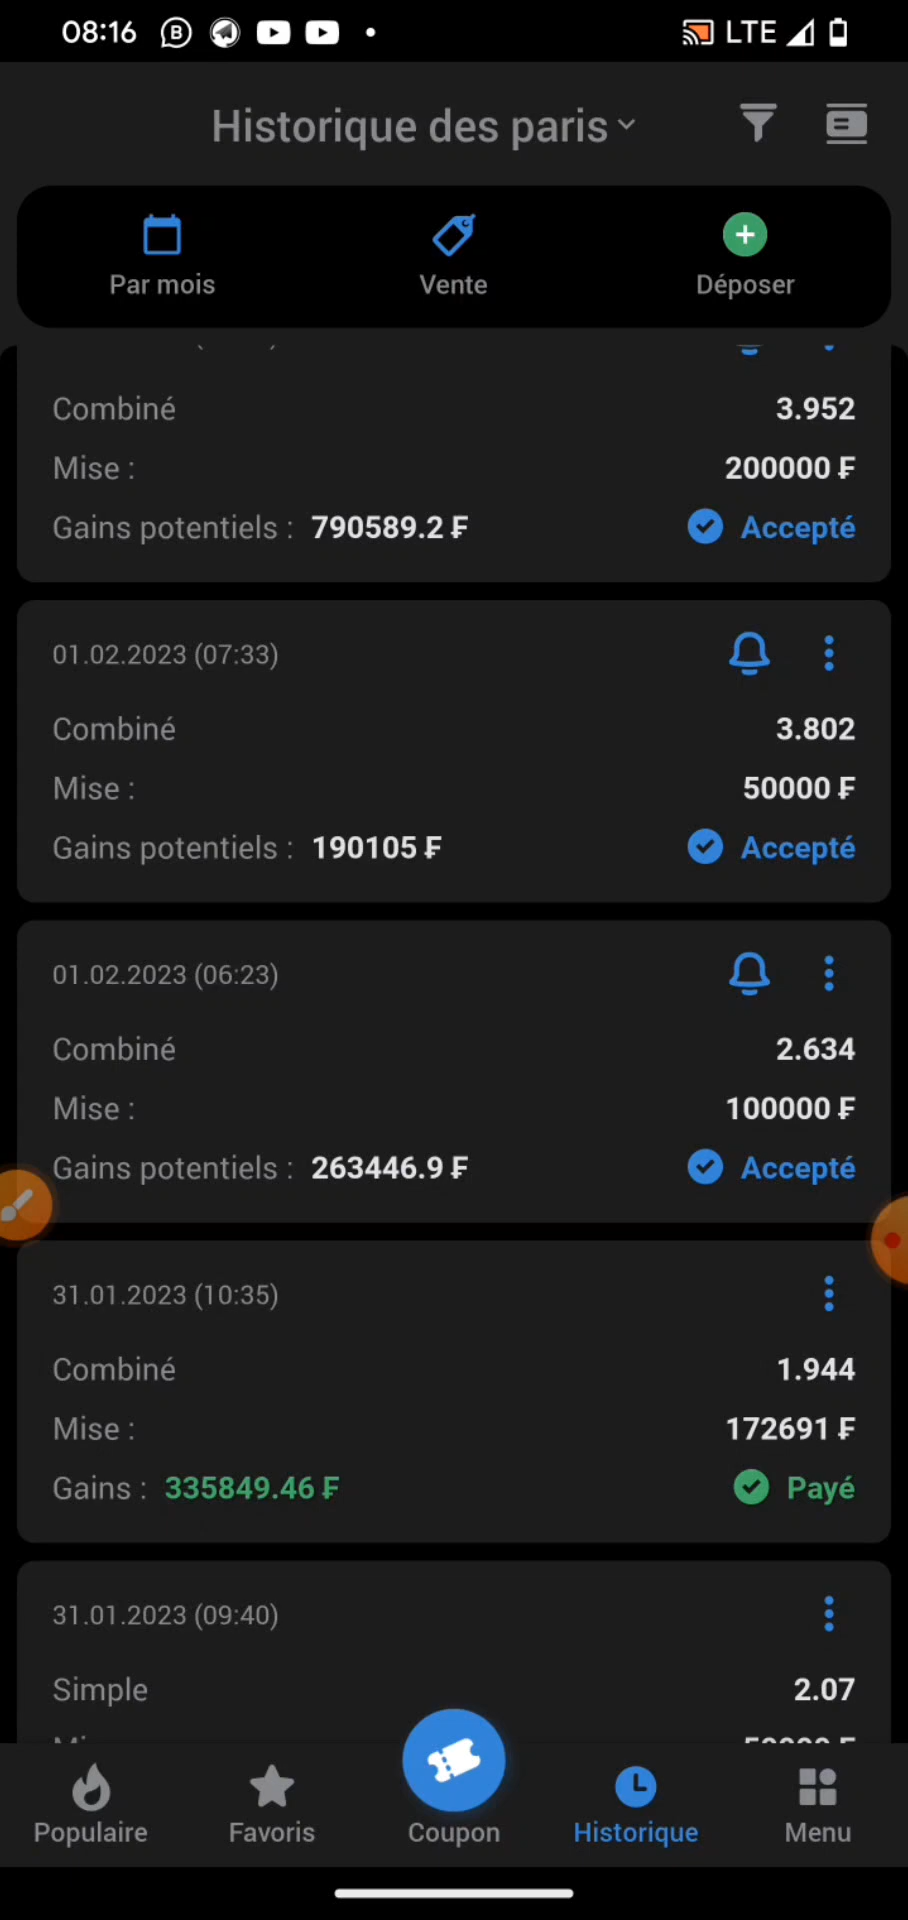 08:16 LTE
Historique des paris
Par mois Vente Déposer
Combiné 3.952
Mise : 200000 ₣
Gains potentiels : 790589.2 ₣ Accepté
01.02.2023 (07:33)
Combiné 3.802
Mise : 50000 ₣
Gains potentiels : 190105 ₣ Accepté
01.02.2023 (06:23)
Combiné 2.634
Mise : 100000 ₣
Gains potentiels : 263446.9 ₣ Accepté
31.01.2023 (10:35)
Combiné 1.944
Mise : 172691 ₣
Gains : 335849.46 ₣ Payé
31.01.2023 (09:40)
Simple 2.07
Populaire Favoris Coupon Historique Menu